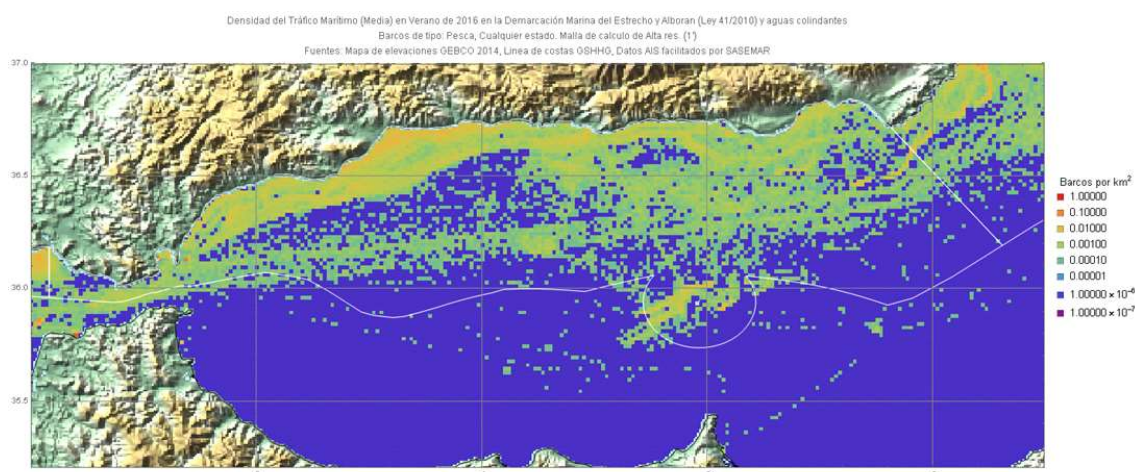 Densidad del Tráfico Marítimo (Media) en Verano de 2016 en la Demarcación Marina del Estrecho y Alboran (Ley 41/2010) y aguas colindantes
Barcos de tipo: Pesca, Cualquier estado. Malla de calculo de Alta res. (1')
Fuentes: Mapa de elevaciones GEBCO 2014, Linea de costas GSHHG, Datos AIS facilitados por SASEMAR
37.0
36.5
36.0
35.5
Barcos por km²
1.00000
0.10000
0.01000
0.00100
0.00010
0.00001
1.00000 × 10⁻⁶
1.00000 × 10⁻⁷